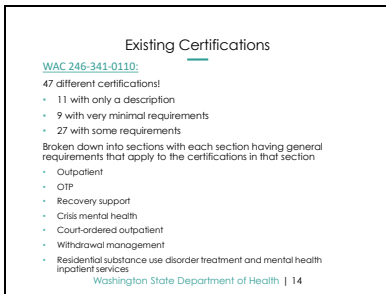 Existing Certifications
WAC 246-341-0110:
47 different certifications!
• 11 with only a description
• 9 with very minimal requirements
• 27 with some requirements
Broken down into sections with each section having general
requirements that apply to the certifications in that section
• Outpatient
• OTP
• Recovery support
• Crisis mental health
• Court-ordered outpatient
• Withdrawal management
• Residential substance use disorder treatment and mental health
inpatient services
Washington State Department of Health | 14